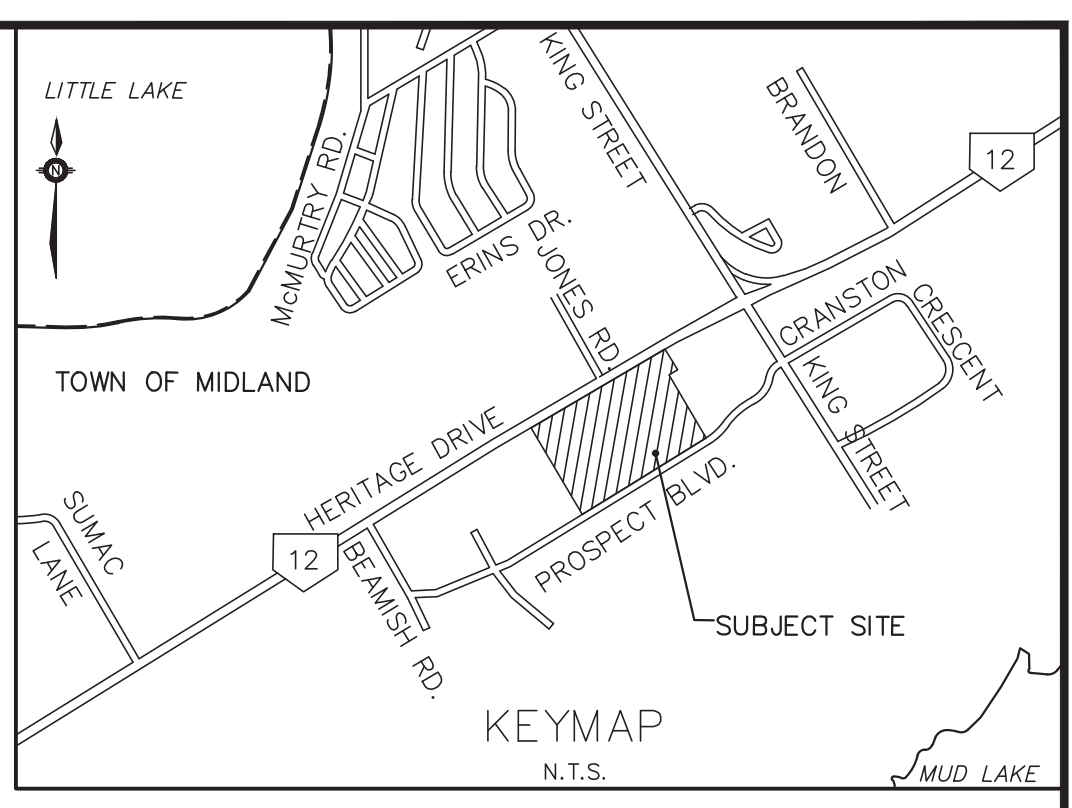 LITTLE LAKE
N
McMURTRY RD.
KING STREET
BRANDON
12
ERINS DR.
JONES RD.
CRANSTON
CRESCENT
KING STREET
TOWN OF MIDLAND
HERITAGE DRIVE
SUMAC
LANE
12
BEAMISH RD.
PROSPECT BLVD.
SUBJECT SITE
KEYMAP
N.T.S.
MUD LAKE